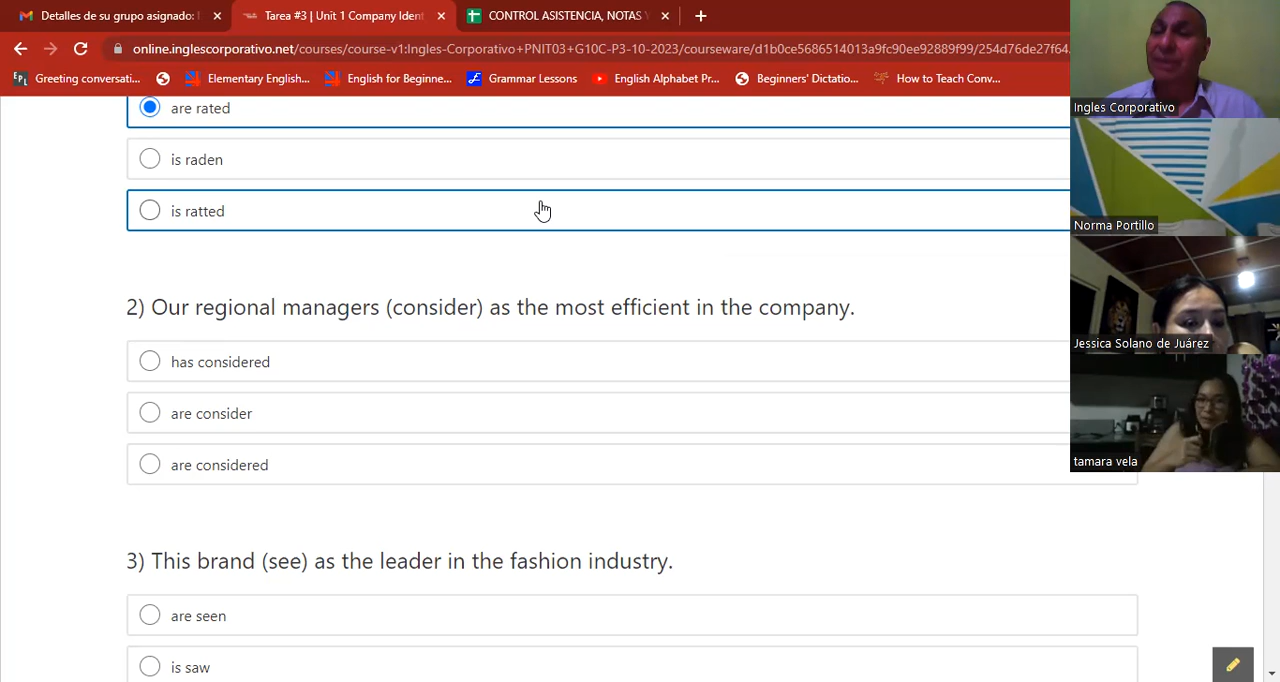 Detalles de su grupo asignado: N
Tarea #3 | Unit 1 Company Iden
CONTROL ASISTENCIA, NOTAS Y
online.inglescorporativo.net/courses/course-v1:Ingles-Corporativo+PNIT03+G10C-P3-10-2023/courseware/d1b0ce5686514013a9fc90ee92889f99/254d76de27f64.
Greeting conversati...
Elementary English...
English for Beginne...
Grammar Lessons
English Alphabet Pr...
Beginners' Dictatio...
How to Teach Conv...
are rated
is raden
is ratted
2) Our regional managers (consider) as the most efficient in the company.
has considered
are consider
are considered
3) This brand (see) as the leader in the fashion industry.
are seen
is saw
Ingles Corporativo
Norma Portillo
Jessica Solano de Juárez
tamara vela